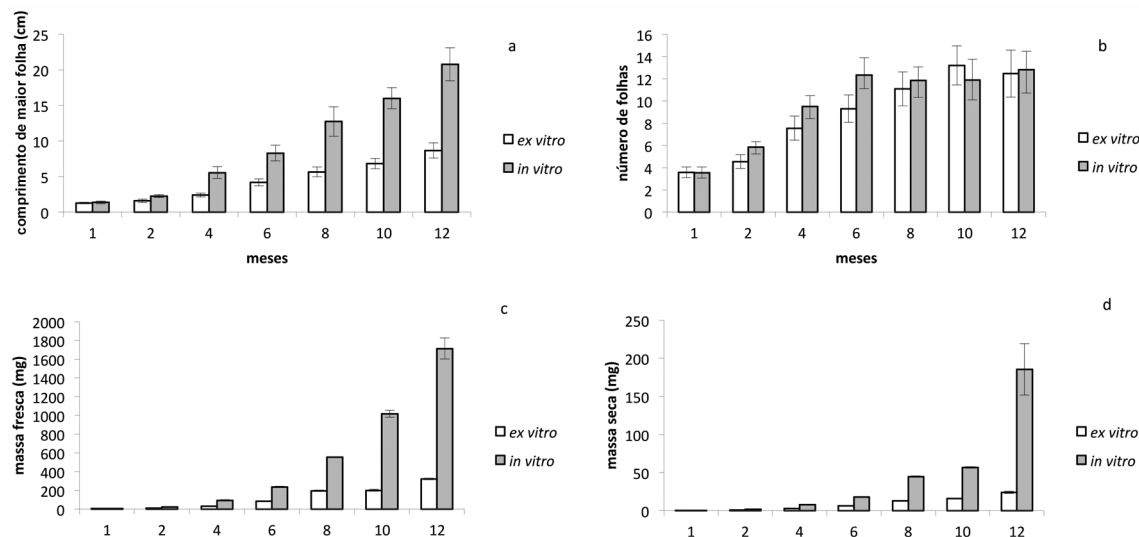 a
comprimento de maior folha (cm)
25
20
15
10
5
0
1 2 4 6 8 10 12
meses
ex vitro
in vitro
b
número de folhas
16
14
12
10
8
6
4
2
0
1 2 4 6 8 10 12
meses
ex vitro
in vitro
c
massa fresca (mg)
2000
1800
1600
1400
1200
1000
800
600
400
200
0
1 2 4 6 8 10 12
ex vitro
in vitro
d
massa seca (mg)
250
200
150
100
50
0
1 2 4 6 8 10 12
ex vitro
in vitro